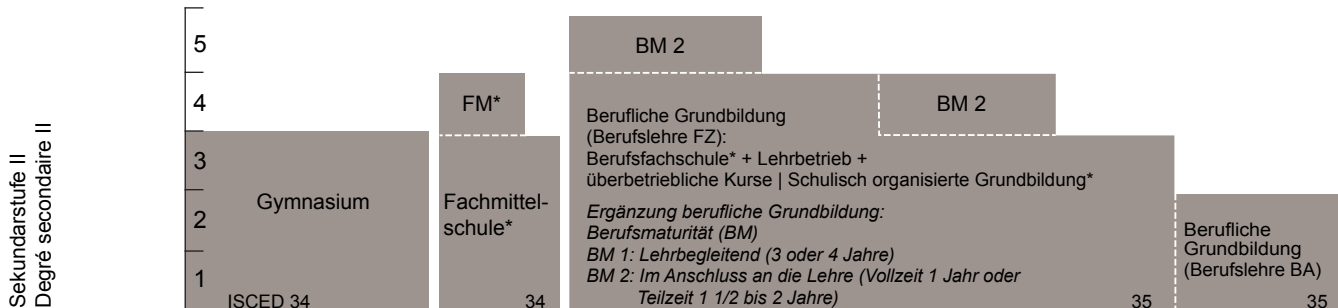 Sekundarstufe II
Degré secondaire II
5
4
3
2
1
Gymnasium
ISCED 34
FM*
Fachmittel-
schule*
34
BM 2
BM 2
Berufliche Grundbildung
(Berufslehre FZ):
Berufsfachschule* + Lehrbetrieb +
überbetriebliche Kurse | Schulisch organisierte Grundbildung*
Ergänzung berufliche Grundbildung:
Berufsmaturität (BM)
BM 1: Lehrbegleitend (3 oder 4 Jahre)
BM 2: Im Anschluss an die Lehre (Vollzeit 1 Jahr oder
Teilzeit 1 1/2 bis 2 Jahre)
35
Berufliche
Grundbildung
(Berufslehre BA)
35